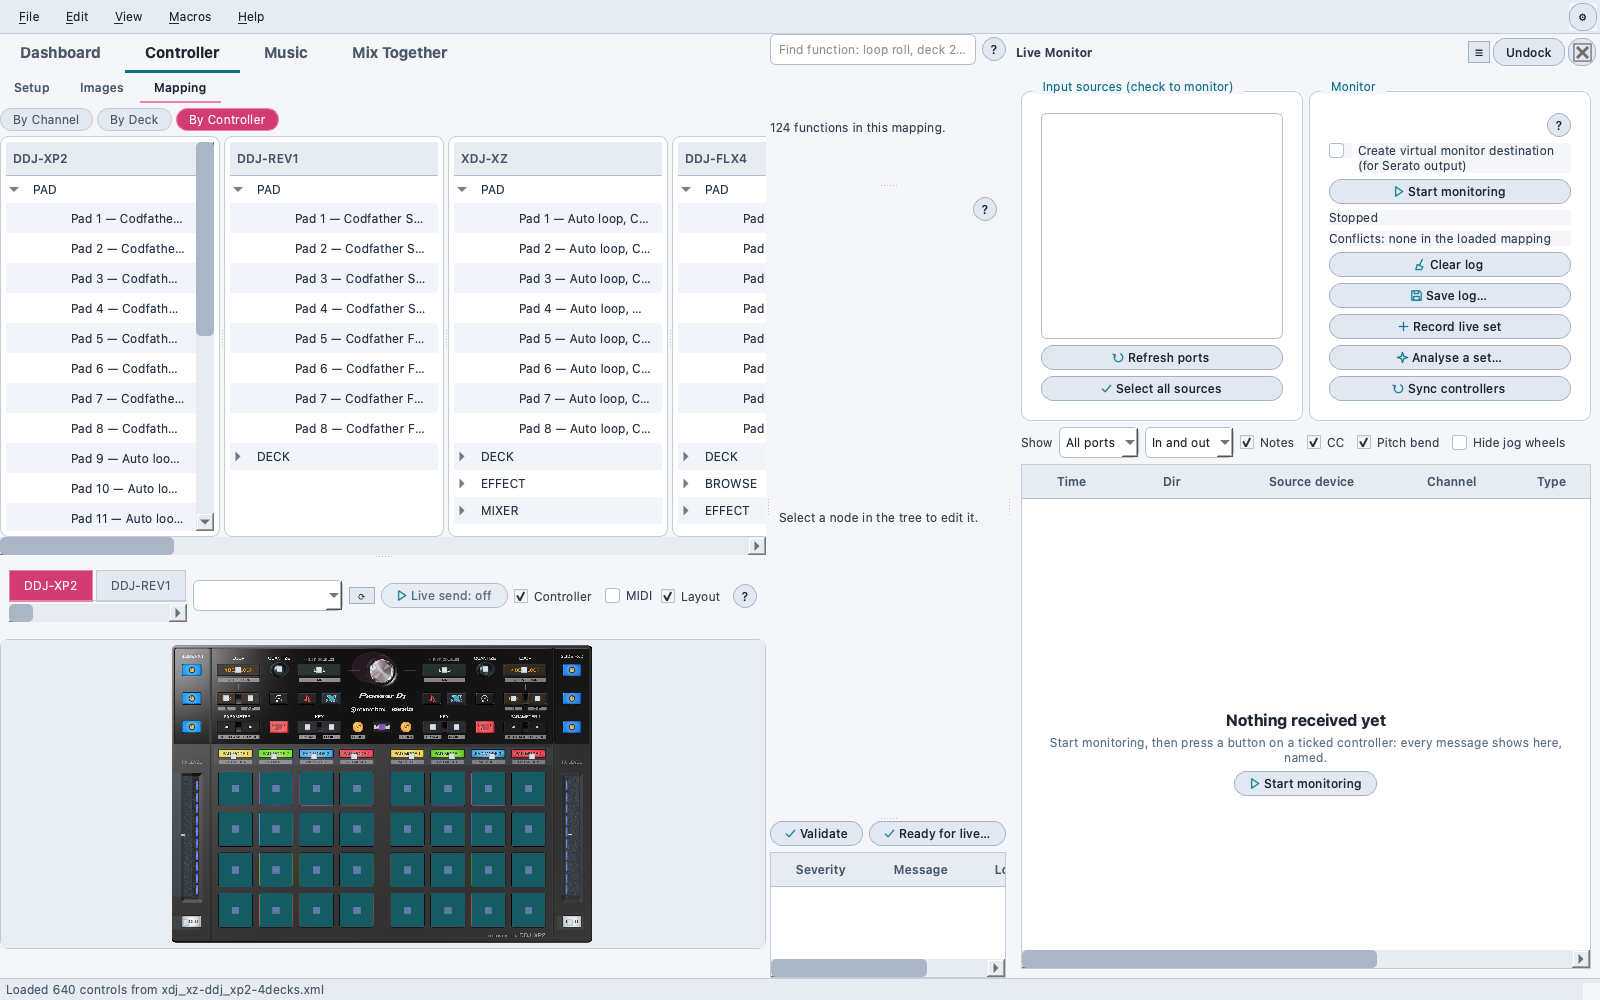 File Edit View Macros Help
Dashboard Controller Music Mix Together
Setup Images Mapping
By Channel By Deck By Controller
DDJ-XP2
PAD
Pad 1 — Codfathe...
Pad 2 — Codfathe...
Pad 3 — Codfath...
Pad 4 — Codfath...
Pad 5 — Codfath...
Pad 6 — Codfath...
Pad 7 — Codfathe...
Pad 8 — Codfath...
Pad 9 — Auto loo...
Pad 10 — Auto lo...
Pad 11 — Auto loo...
DDJ-REV1
PAD
Pad 1 — Codfather S...
Pad 2 — Codfather S...
Pad 3 — Codfather S...
Pad 4 — Codfather S...
Pad 5 — Codfather F...
Pad 6 — Codfather F...
Pad 7 — Codfather F...
Pad 8 — Codfather F...
DECK
XDJ-XZ
PAD
Pad 1 — Auto loop, C...
Pad 2 — Auto loop, C...
Pad 3 — Auto loop, C...
Pad 4 — Auto loop, ...
Pad 5 — Auto loop, C...
Pad 6 — Auto loop, C...
Pad 7 — Auto loop, C...
Pad 8 — Auto loop, C...
DECK
EFFECT
MIXER
DDJ-FLX4
PAD
Pad
Pad
Pad
Pad
Pad
Pad
Pad
Pad
DECK
BROWSE
EFFECT
DDJ-XP2 DDJ-REV1
Live send: off Controller MIDI Layout ?
Pioneer Dj
DDJ-XP2
Find function: loop roll, deck 2... ?
124 functions in this mapping.
?
Select a node in the tree to edit it.
Validate Ready for live...
Severity Message Lo
Live Monitor Undock
Input sources (check to monitor)
Refresh ports
Select all sources
Monitor
?
Create virtual monitor destination
(for Serato output)
Start monitoring
Stopped
Conflicts: none in the loaded mapping
Clear log
Save log...
Record live set
Analyse a set...
Sync controllers
Show All ports In and out Notes CC Pitch bend Hide jog wheels
Time Dir Source device Channel Type
Nothing received yet
Start monitoring, then press a button on a ticked controller: every message shows here,
named.
Start monitoring
Loaded 640 controls from xdj_xz-ddj_xp2-4decks.xml